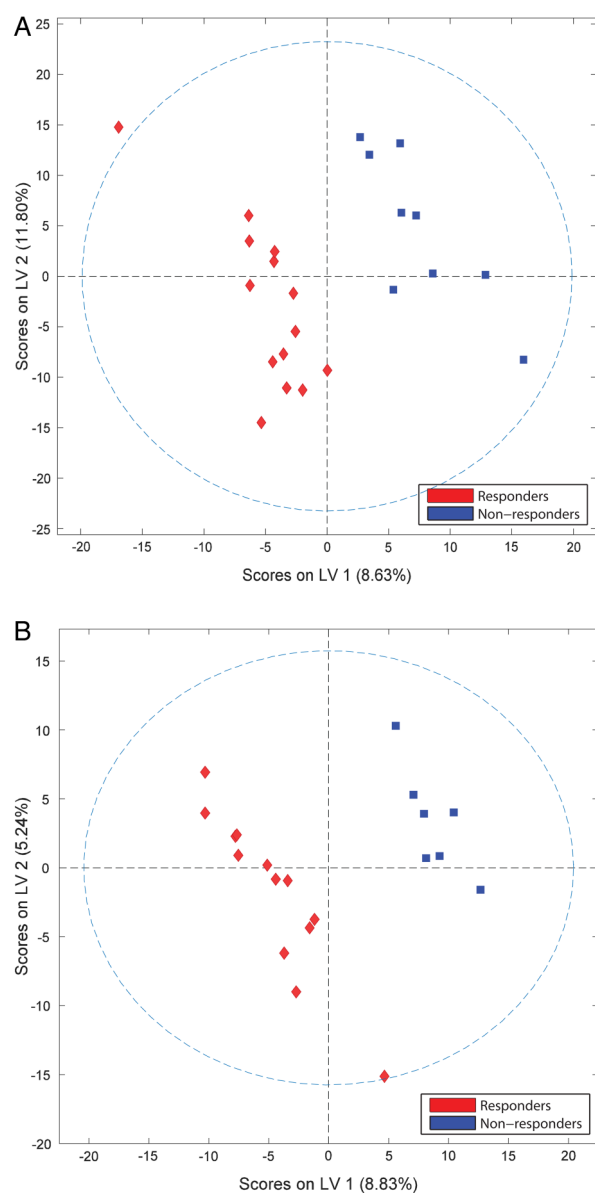 A
25
20
15
10
5
0
-5
-10
-15
-20
-25
Scores on LV 2 (11.80%)
-20 -15 -10 -5 0 5 10 15 20
Scores on LV 1 (8.63%)
Responders
Non-responders
B
15
10
5
0
-5
-10
-15
-20
Scores on LV 2 (5.24%)
-20 -15 -10 -5 0 5 10 15 20
Scores on LV 1 (8.83%)
Responders
Non-responders